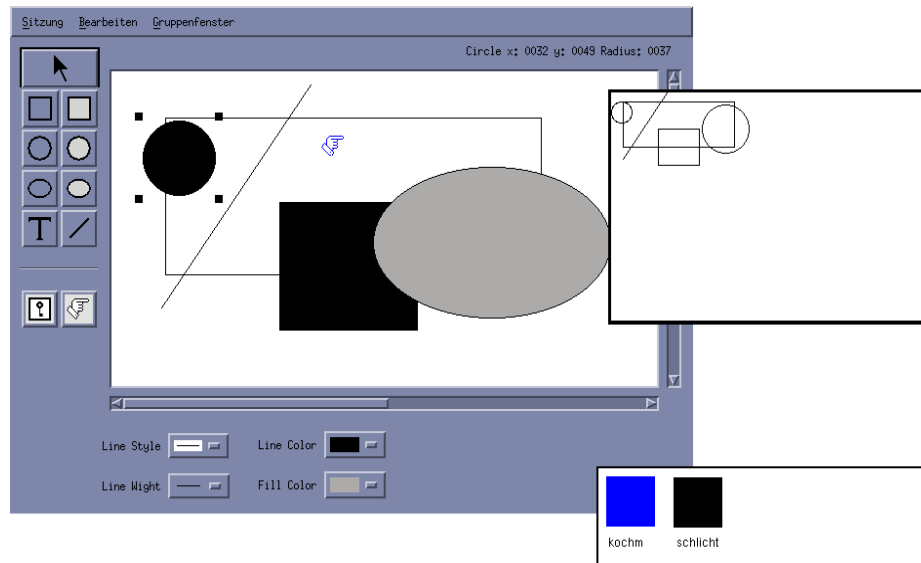 Sitzung Bearbeiten Gruppenfenster
Circle x: 0032 y: 0049 Radius: 0037
T
Line Style Line Color
Line Wight Fill Color
kochm schlicht